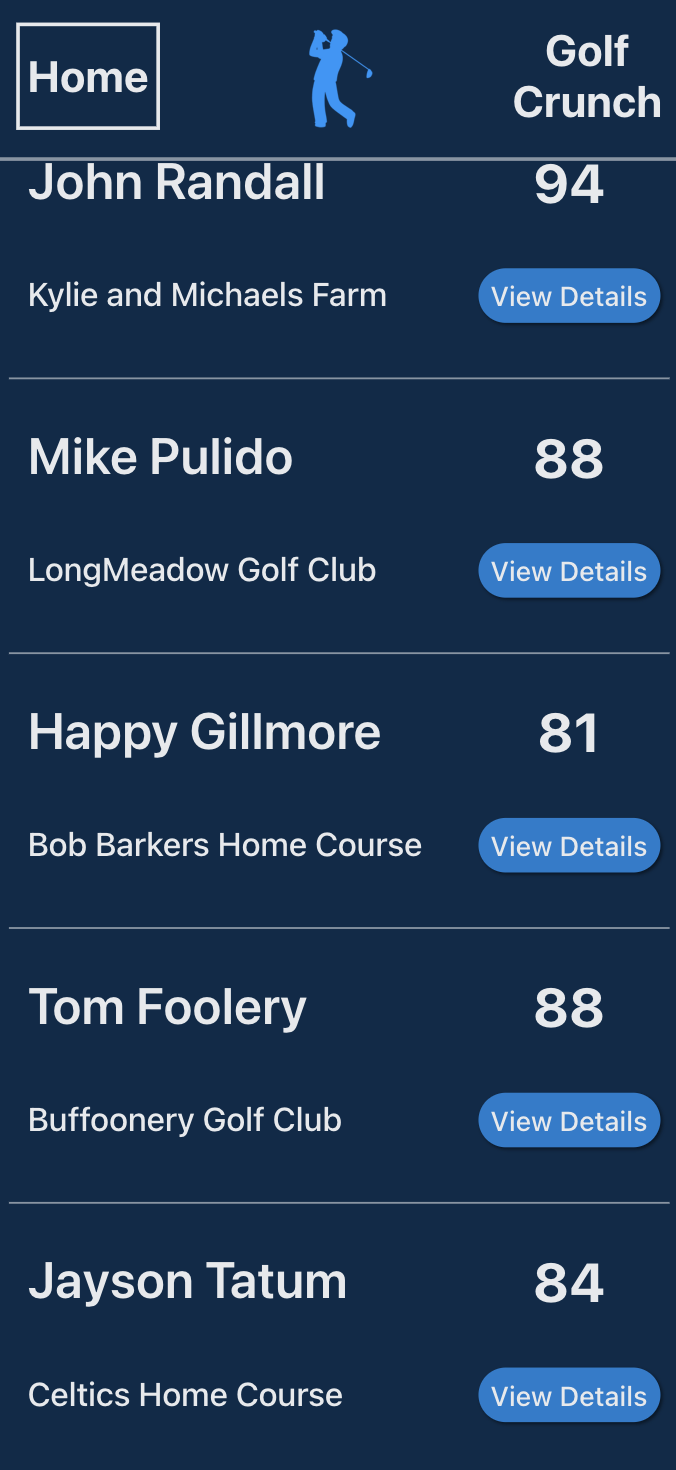 Home
Golf
Crunch
John Randall 94
Kylie and Michaels Farm View Details
Mike Pulido 88
LongMeadow Golf Club View Details
Happy Gillmore 81
Bob Barkers Home Course View Details
Tom Foolery 88
Buffoonery Golf Club View Details
Jayson Tatum 84
Celtics Home Course View Details